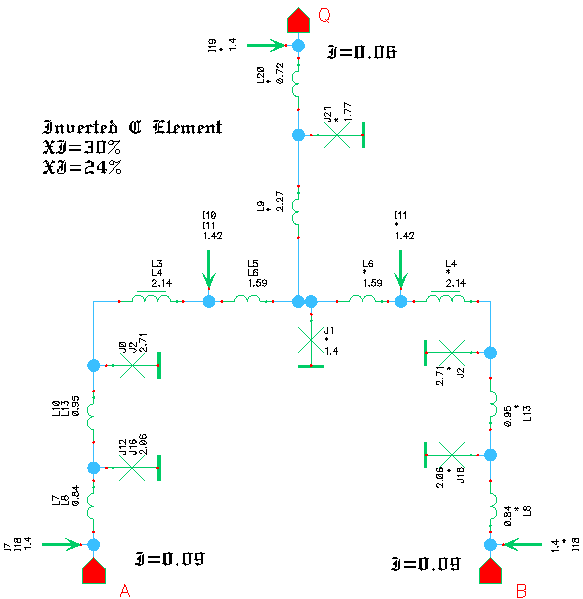 Q
I19
*
1.4
I=0.06
L20
*
0.72
J21
*
1.77
Inverted C Element
XI=30%
XI=24%
L9
*
2.27
I10
I11
1.42
I11
*
1.42
L3
L4
2.14
L5
L6
1.59
L6
*
1.59
L4
*
2.14
J1
*
1.4
J0
J2
2.71
2.71
*
J2
L10
L13
0.95
0.95
*
L13
J12
J16
2.06
2.06
*
J16
L7
L8
0.84
0.84
*
L8
I7
I18
1.4
I=0.09
I=0.09
1.4
*
I18
A
B